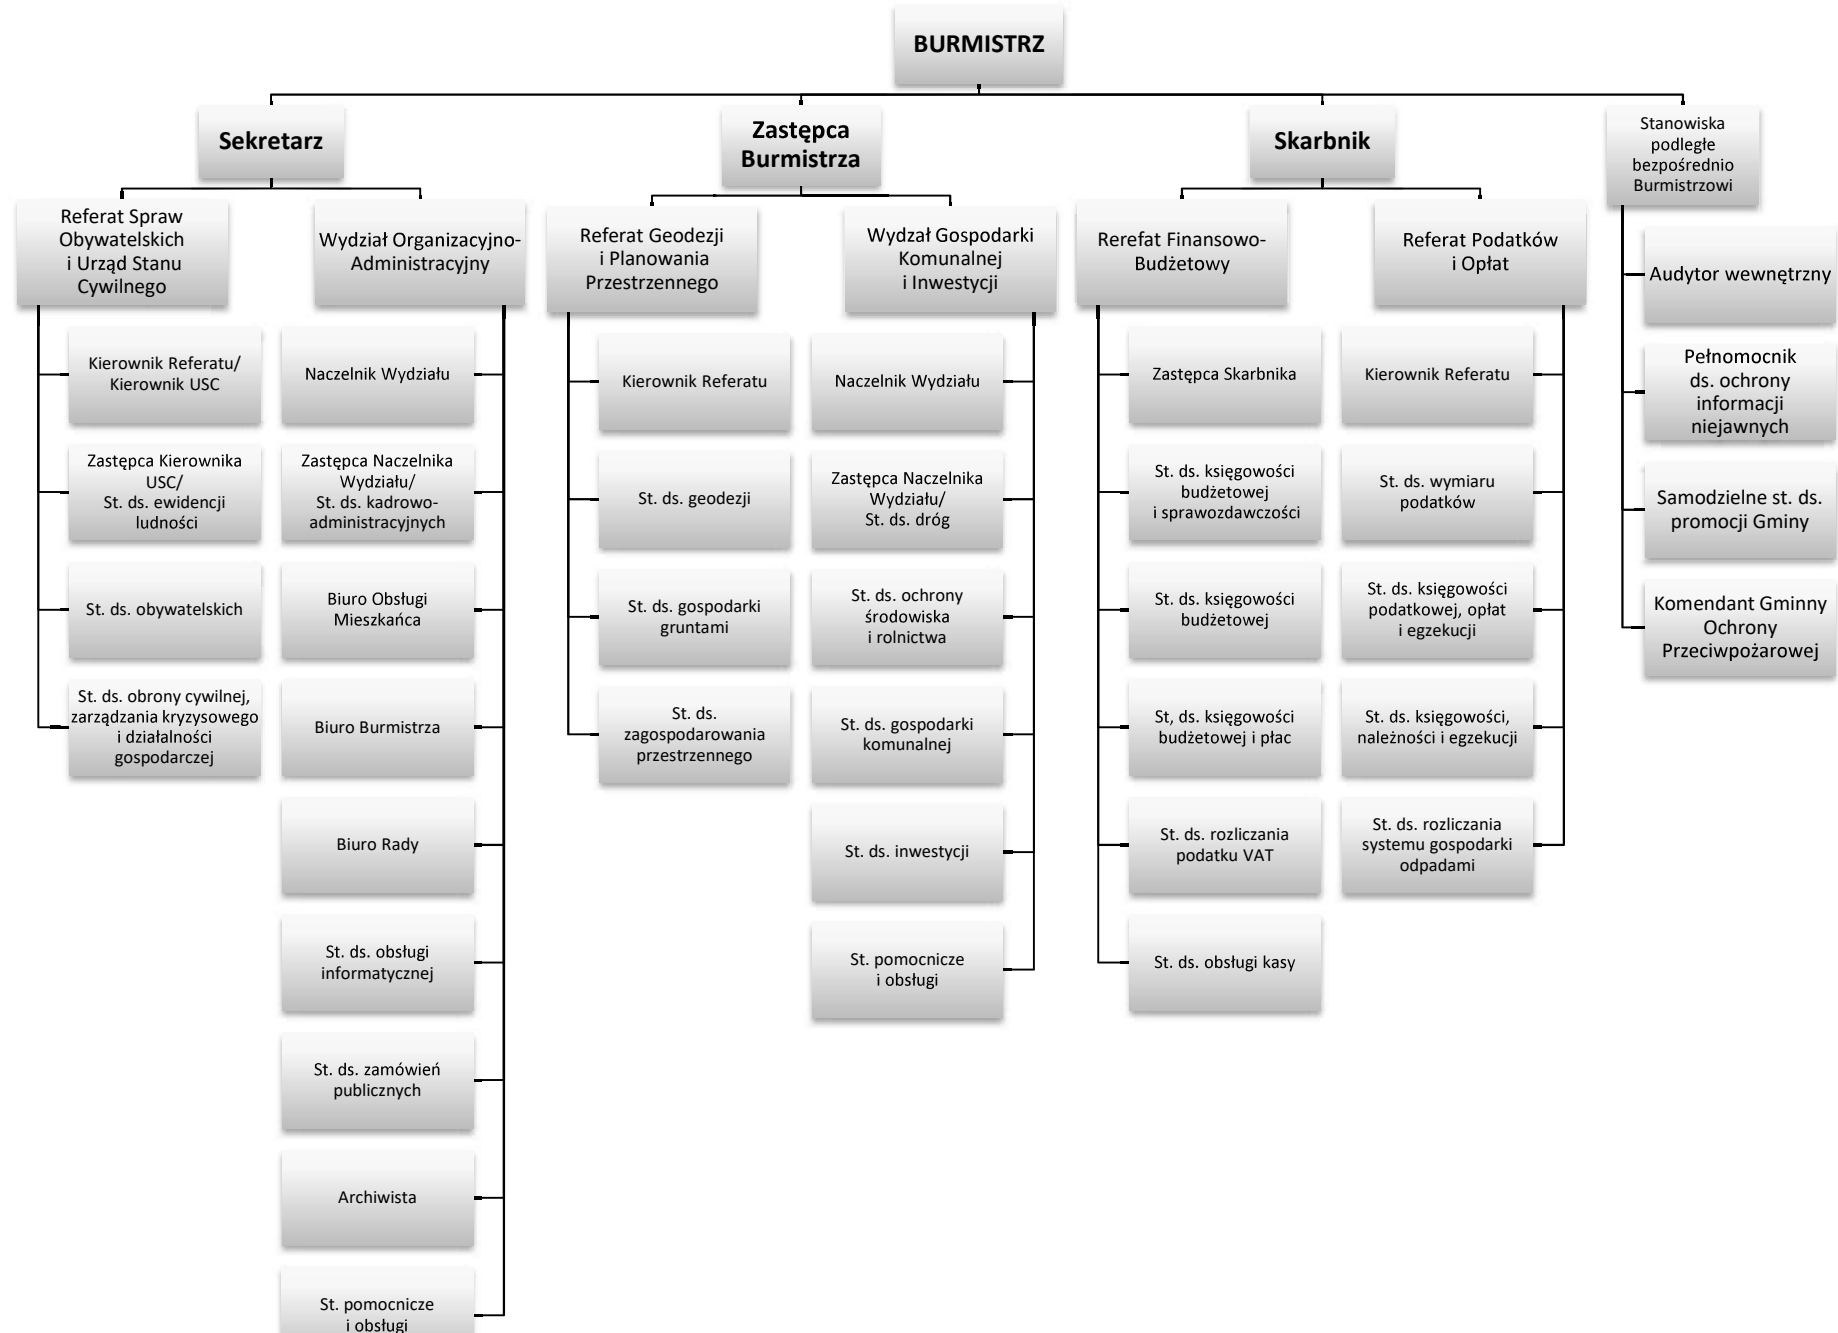 BURMISTRZ
Sekretarz
Zastępca
Burmistrza
Skarbnik
Stanowiska
podległe
bezpośrednio
Burmistrzowi
Referat Spraw
Obywatelskich
i Urząd Stanu
Cywilnego
Wydział Organizacyjno-
Administracyjny
Referat Geodezji
i Planowania
Przestrzennego
Wydzał Gospodarki
Komunalnej
i Inwestycji
Rerefat Finansowo-
Budżetowy
Referat Podatków
i Opłat
Kierownik Referatu/
Kierownik USC
Zastępca Kierownika
USC/
St. ds. ewidencji
ludności
St. ds. obywatelskich
St. ds. obrony cywilnej,
zarządzania kryzysowego
i działalności
gospodarczej
Naczelnik Wydziału
Zastępca Naczelnika
Wydziału/
St. ds. kadrowo-
administracyjnych
Biuro Obsługi
Mieszkańca
Biuro Burmistrza
Biuro Rady
St. ds. obsługi
informatycznej
St. ds. zamówień
publicznych
Archiwista
St. pomocnicze
i obsługi
Kierownik Referatu
St. ds. geodezji
St. ds. gospodarki
gruntami
St. ds.
zagospodarowania
przestrzennego
Naczelnik Wydziału
Zastępca Naczelnika
Wydziału/
St. ds. dróg
St. ds. ochrony
środowiska
i rolnictwa
St. ds. gospodarki
komunalnej
St. ds. inwestycji
St. pomocnicze
i obsługi
Zastępca Skarbnika
St. ds. księgowości
budżetowej
i sprawozdawczości
St. ds. księgowości
budżetowej
St, ds. księgowości
budżetowej i płac
St. ds. rozliczania
podatku VAT
St. ds. obsługi kasy
Kierownik Referatu
St. ds. wymiaru
podatków
St. ds. księgowości
podatkowej, opłat
i egzekucji
St. ds. księgowości,
należności i egzekucji
St. ds. rozliczania
systemu gospodarki
odpadami
Audytor wewnętrzny
Pełnomocnik
ds. ochrony
informacji
niejawnych
Samodzielne st. ds.
promocji Gminy
Komendant Gminny
Ochrony
Przeciwpożarowej